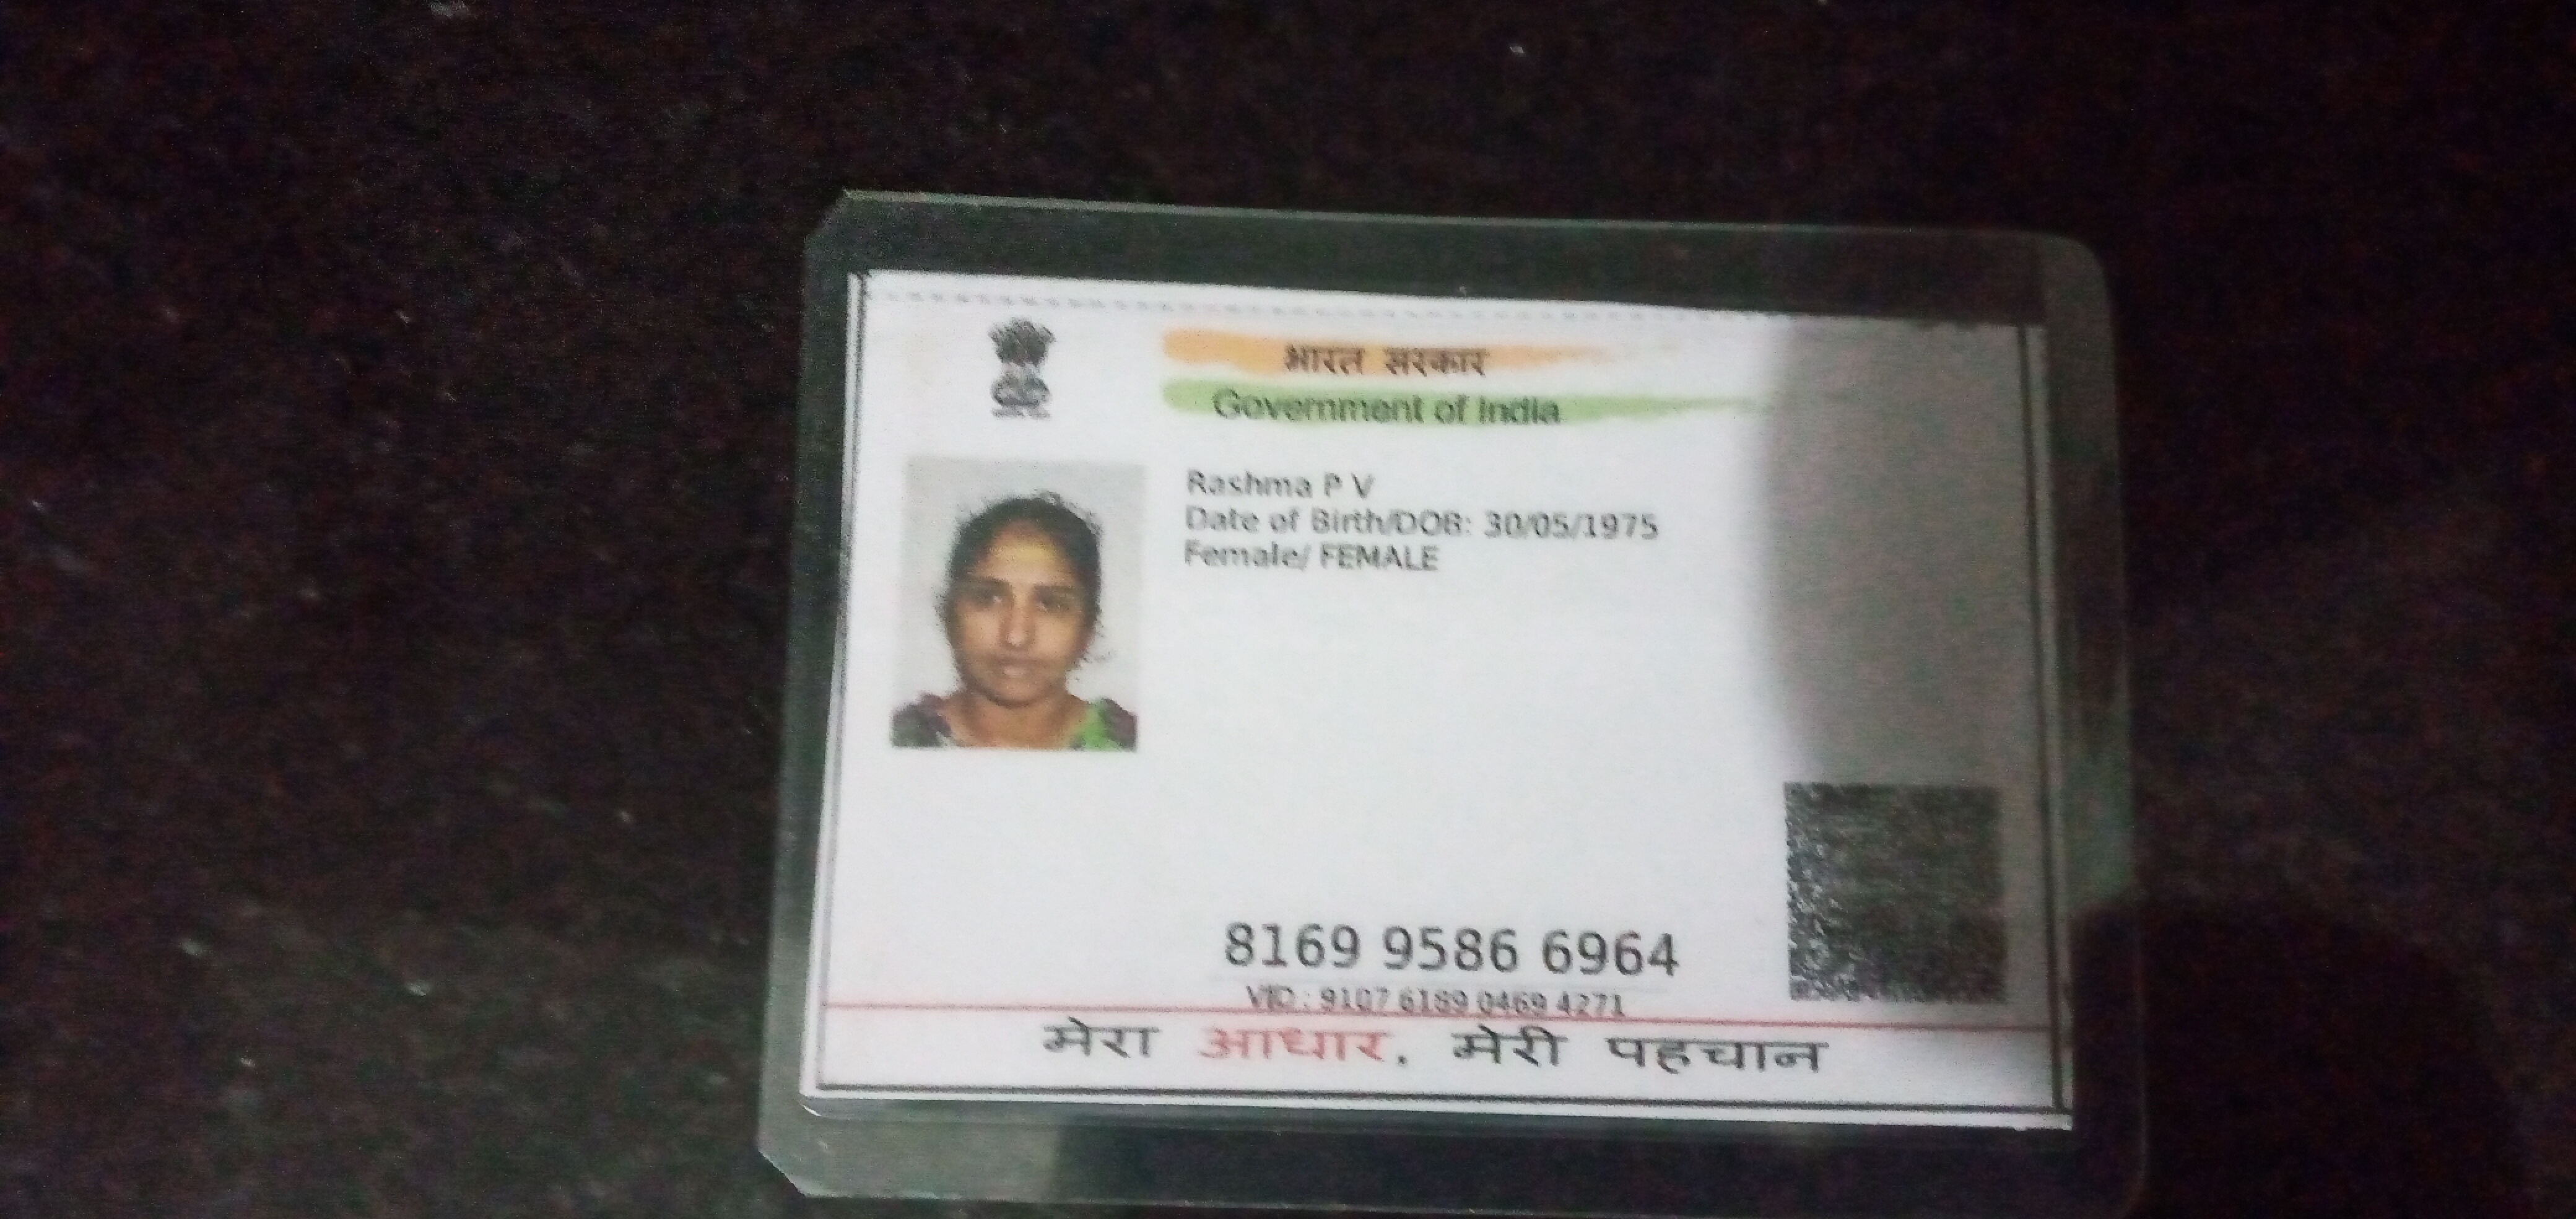 भारत सरकार
Government of India
Rashma P V
Date of Birth/DOB: 30/05/1975
Female/ FEMALE
8169 9586 6964
VID : 9107 6189 0469 4771
मेरा आधार, मेरी पहचान